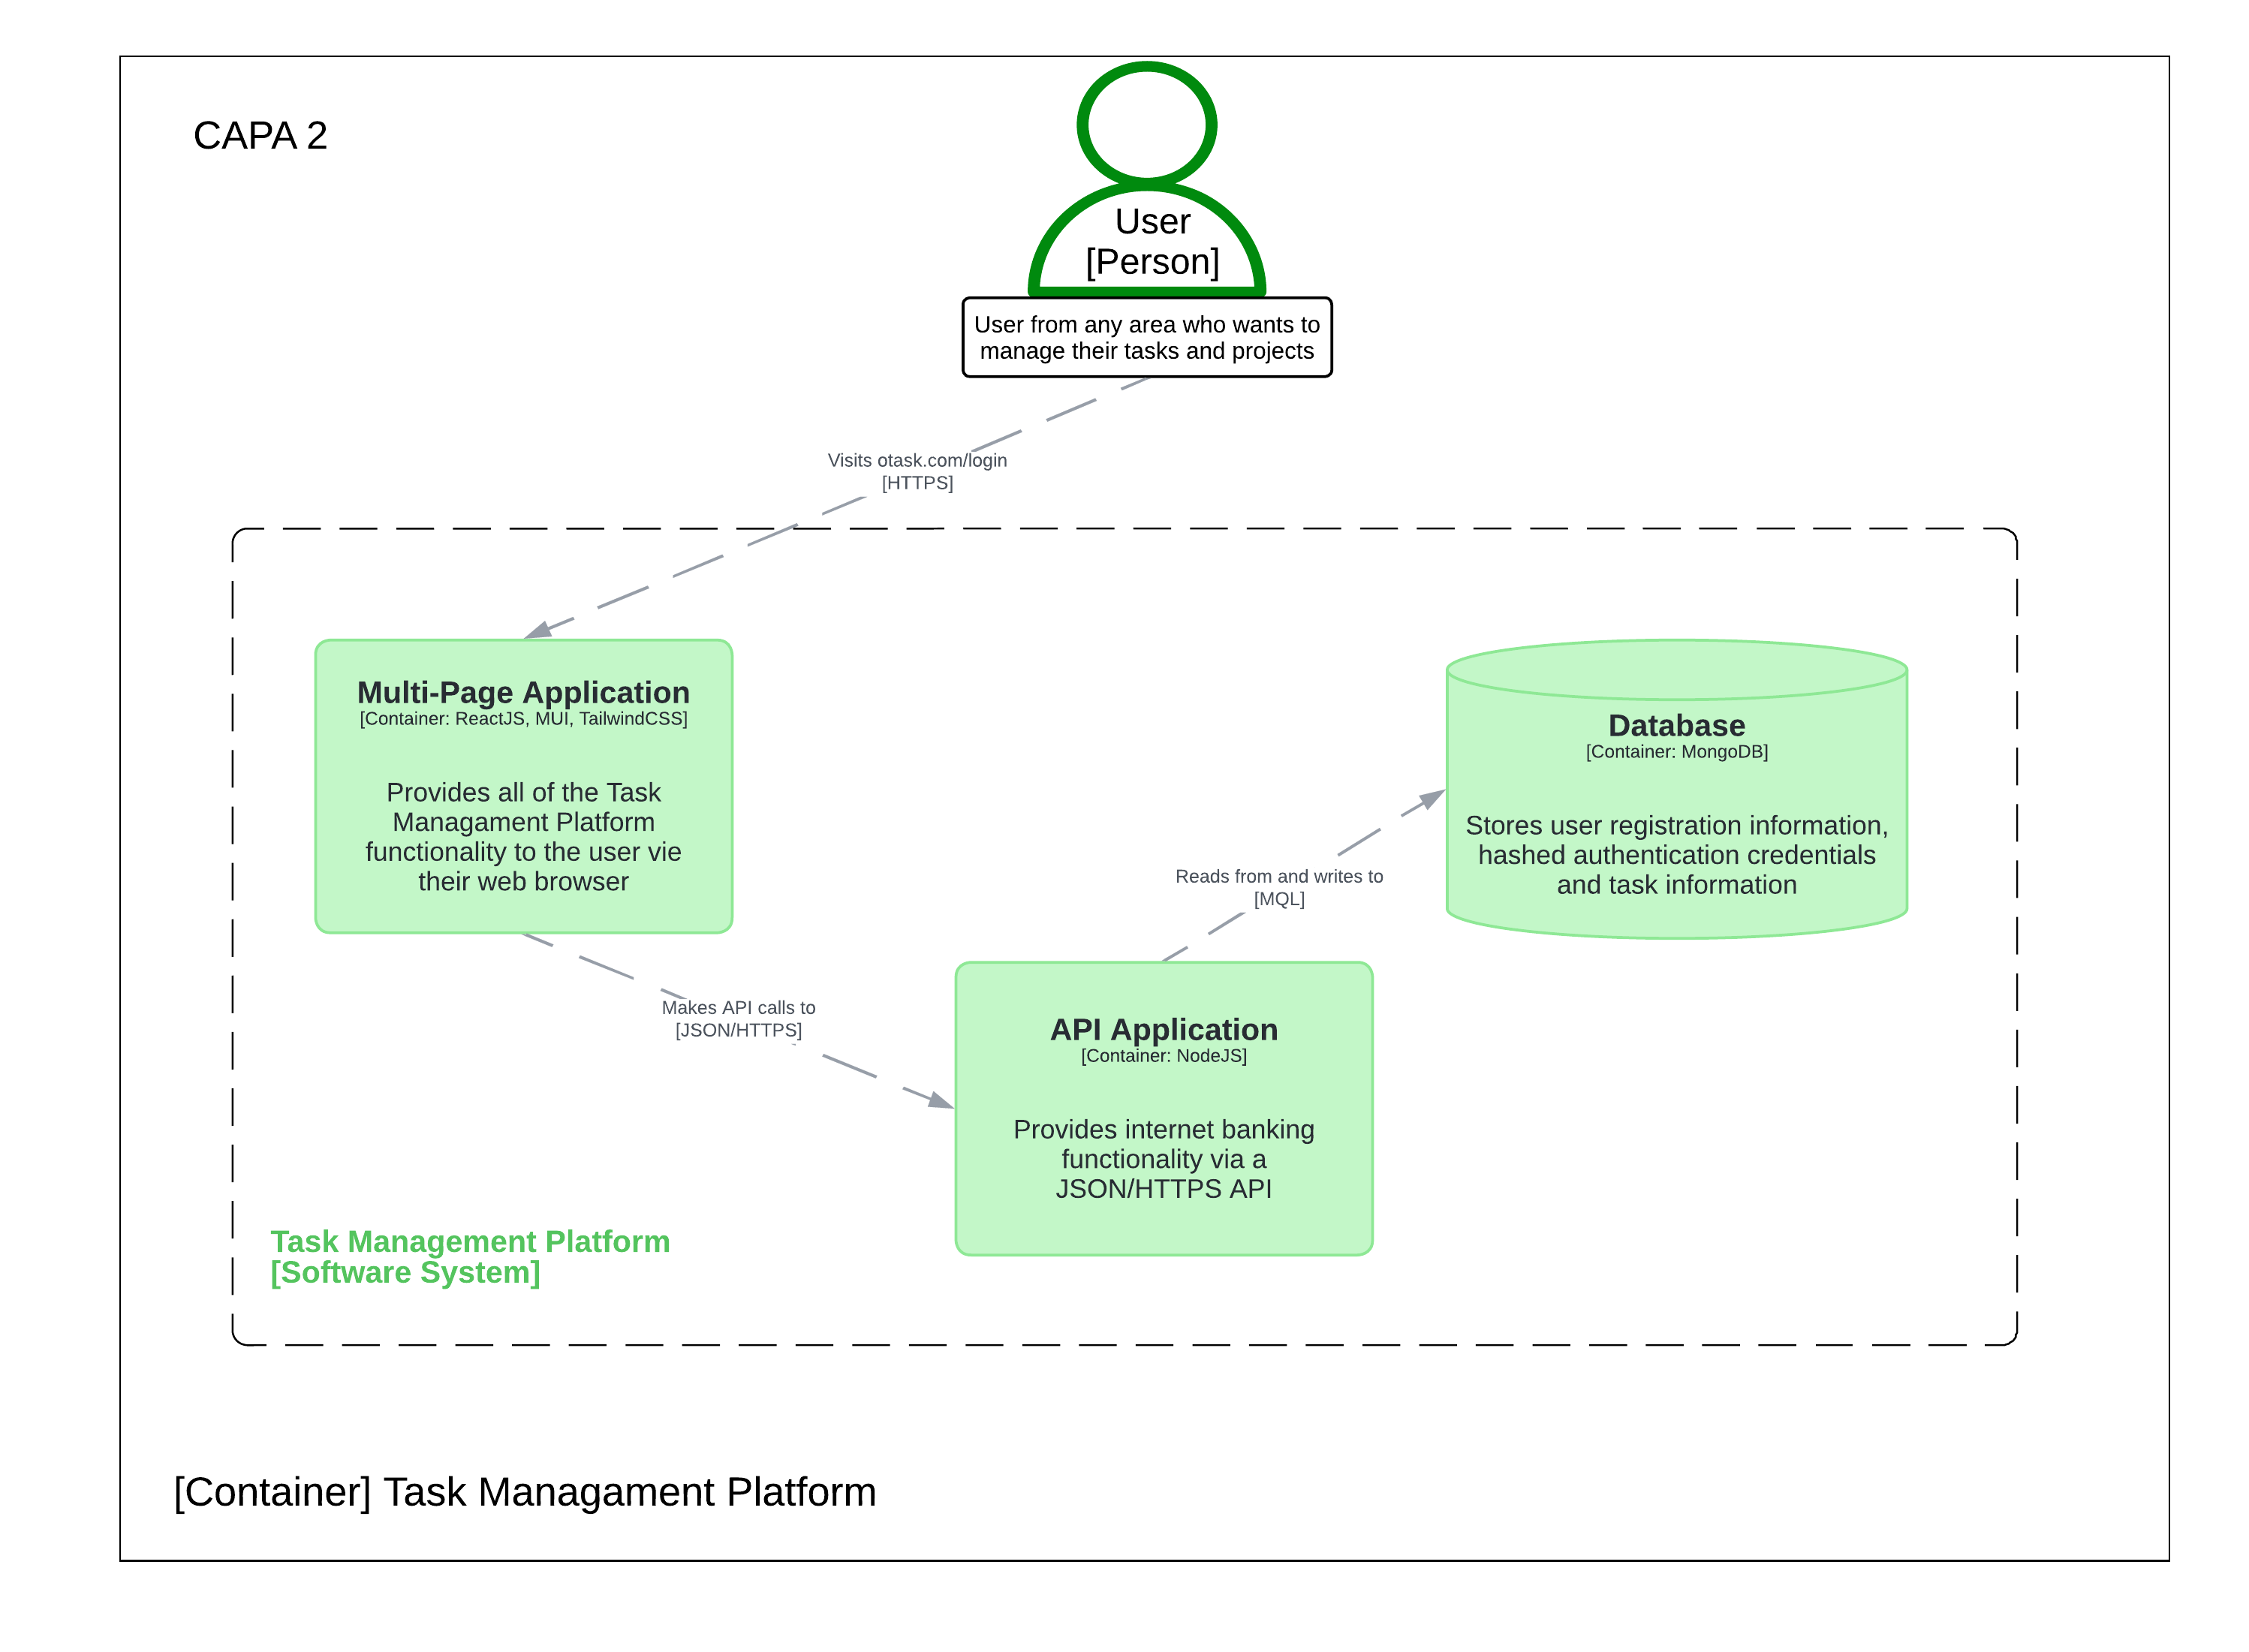 CAPA 2
User
[Person]
User from any area who wants to
manage their tasks and projects
Visits otask.com/login
[HTTPS]
Multi-Page Application
[Container: ReactJS, MUI, TailwindCSS]
Provides all of the Task
Managament Platform
functionality to the user vie
their web browser
Database
[Container: MongoDB]
Stores user registration information,
hashed authentication credentials
and task information
Reads from and writes to
[MQL]
Makes API calls to
[JSON/HTTPS]
API Application
[Container: NodeJS]
Provides internet banking
functionality via a
JSON/HTTPS API
Task Management Platform
[Software System]
[Container] Task Managament Platform